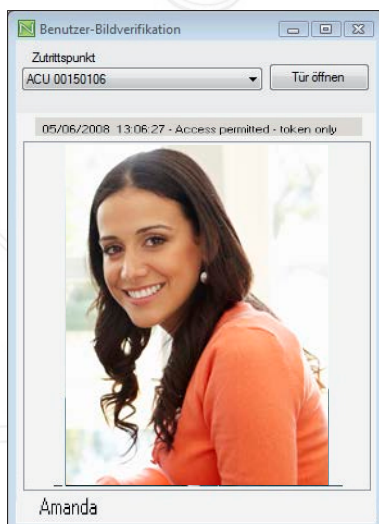 Benutzer-Bildverifikation
Zutrittspunkt
ACU 00150106
Tür öffnen
05/06/2008 13:06:27 - Access permitted - token only
Amanda